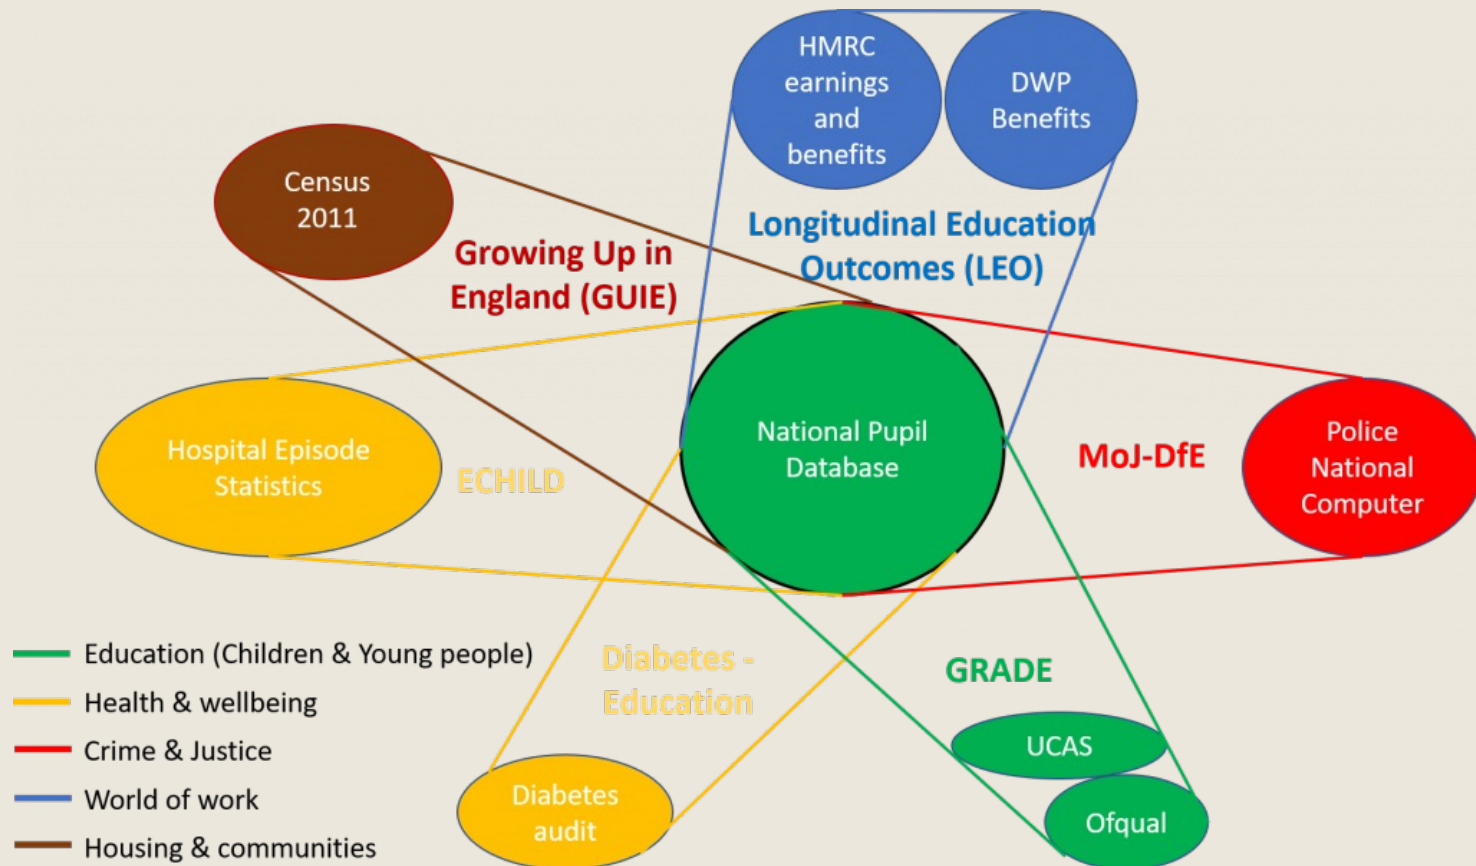 HMRC
earnings
and
benefits
DWP
Benefits
Census
2011
Longitudinal Education
Outcomes (LEO)
Growing Up in
England (GUIE)
Hospital Episode
Statistics
ECHILD
National Pupil
Database
MoJ-DfE
Police
National
Computer
Diabetes -
Education
GRADE
UCAS
Ofqual
Diabetes
audit
Education (Children & Young people)
Health & wellbeing
Crime & Justice
World of work
Housing & communities